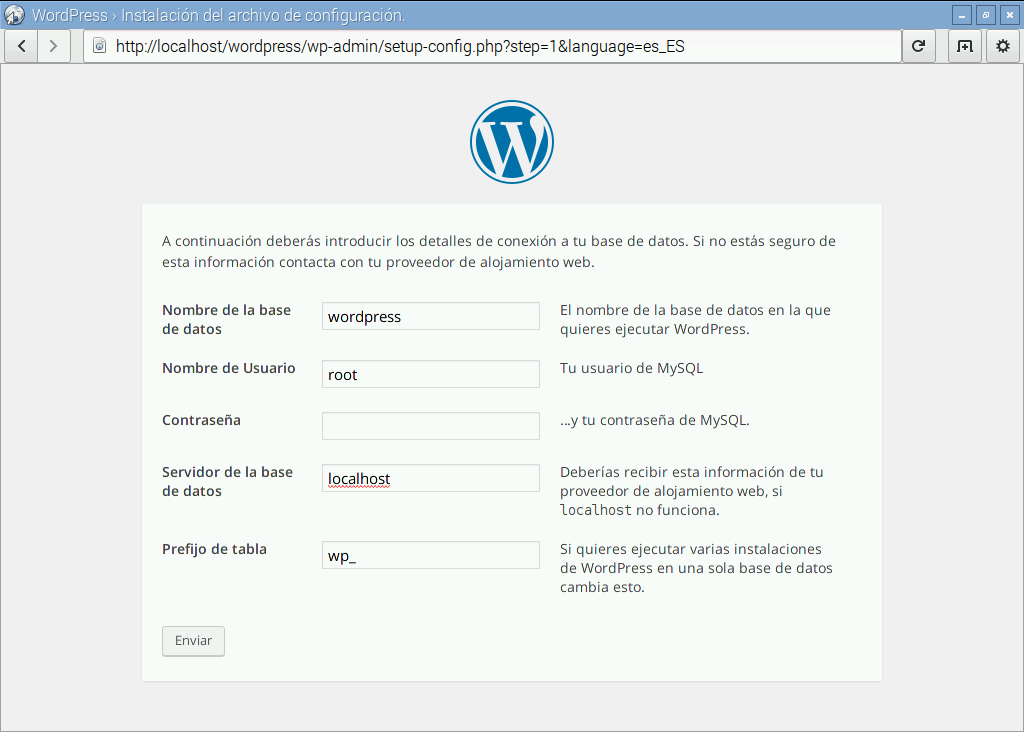 WordPress › Instalación del archivo de configuración.
http://localhost/wordpress/wp-admin/setup-config.php?step=1&language=es_ES
A continuación deberás introducir los detalles de conexión a tu base de datos. Si no estás seguro de
esta información contacta con tu proveedor de alojamiento web.
Nombre de la base
de datos
wordpress
El nombre de la base de datos en la que
quieres ejecutar WordPress.
Nombre de Usuario
root
Tu usuario de MySQL
Contraseña
...y tu contraseña de MySQL.
Servidor de la base
de datos
localhost
Deberías recibir esta información de tu
proveedor de alojamiento web, si
localhost no funciona.
Prefijo de tabla
wp_
Si quieres ejecutar varias instalaciones
de WordPress en una sola base de datos
cambia esto.
Enviar